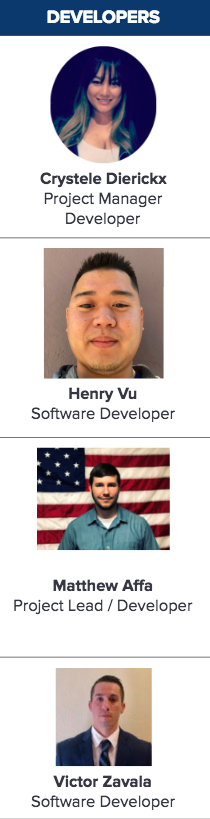 DEVELOPERS
Crystele Dierickx
Project Manager
Developer
Henry Vu
Software Developer
Matthew Affa
Project Lead / Developer
Victor Zavala
Software Developer